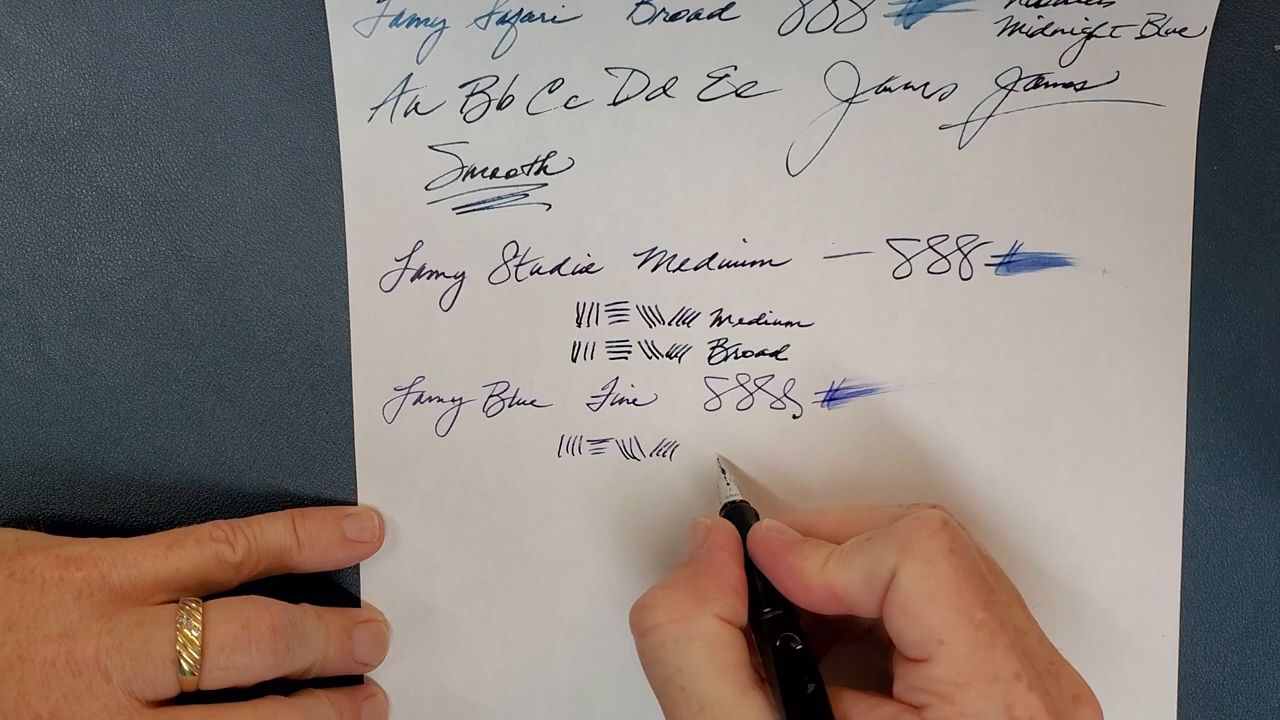 Lamy Safari Broad 888
Midnight Blue
Aa Bb Cc Dd Ee James James
Smooth
Lamy Studio Medium — 888
Medium
Broad
Lamy Blue Fine 8888